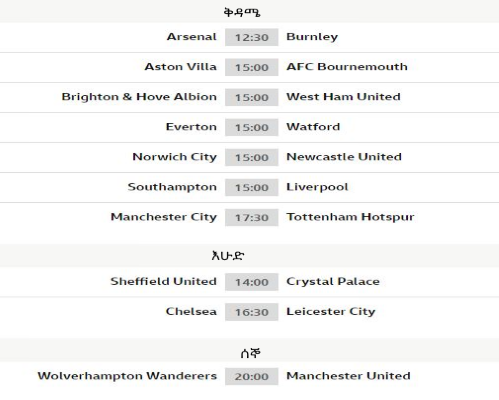 ቅዳሜ
Arsenal 12:30 Burnley
Aston Villa 15:00 AFC Bournemouth
Brighton & Hove Albion 15:00 West Ham United
Everton 15:00 Watford
Norwich City 15:00 Newcastle United
Southampton 15:00 Liverpool
Manchester City 17:30 Tottenham Hotspur
እሁድ
Sheffield United 14:00 Crystal Palace
Chelsea 16:30 Leicester City
ሰኞ
Wolverhampton Wanderers 20:00 Manchester United